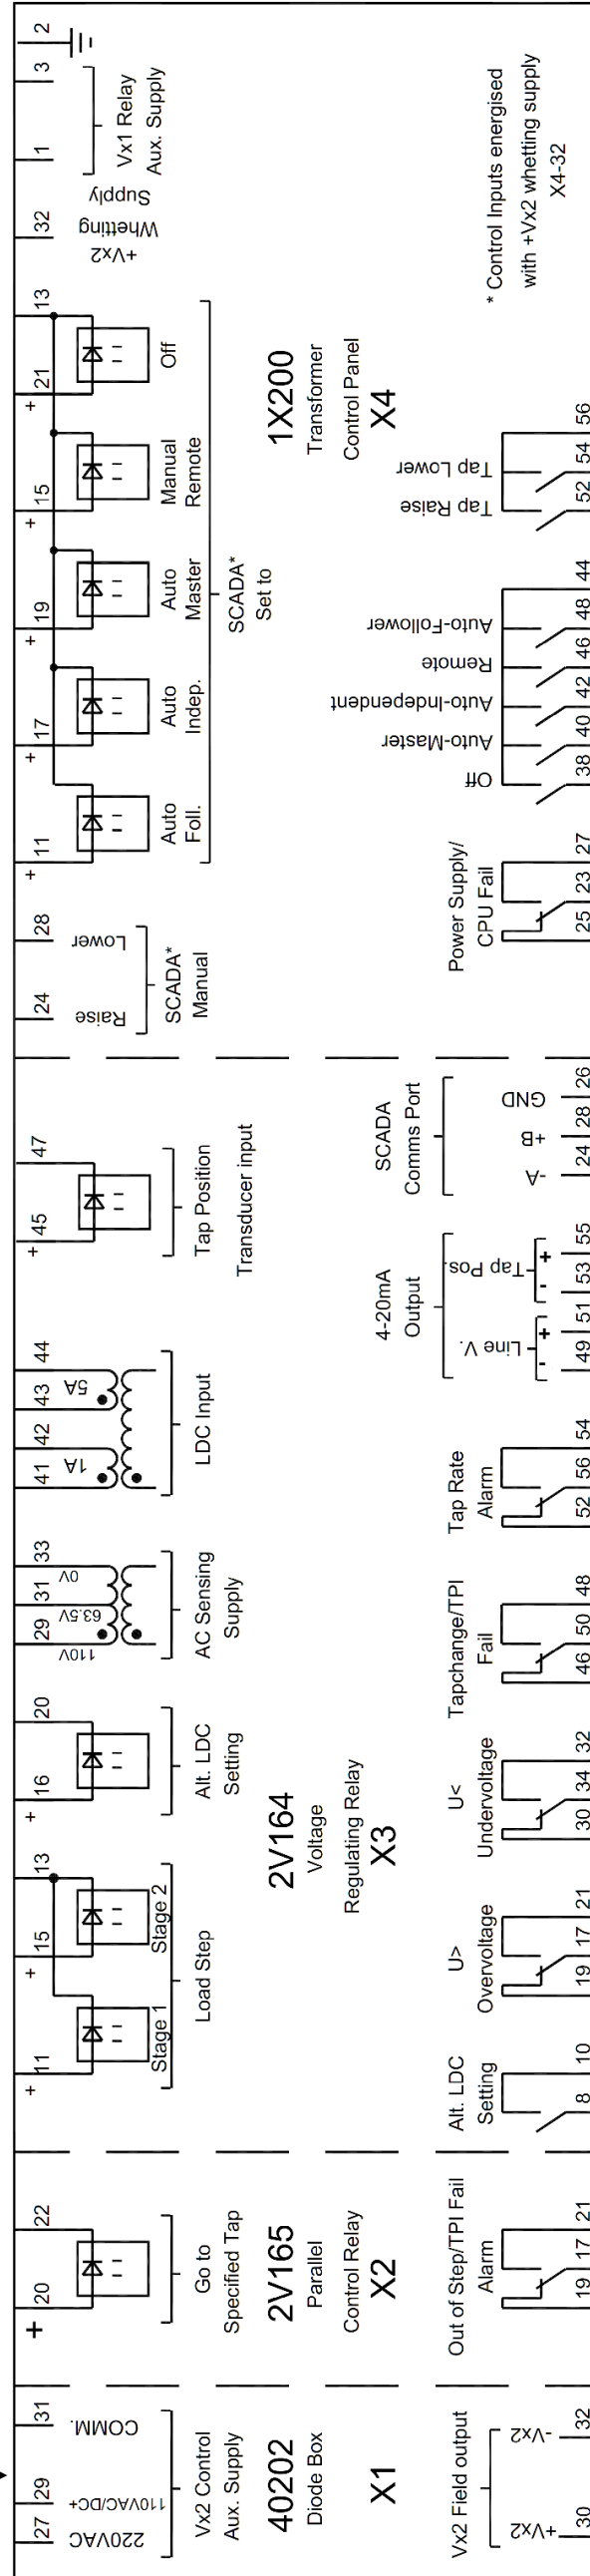 27 29 31
220VAC
110VAC/DC+
COMM.
Vx2 Control
Aux. Supply
40202
Diode Box
X1
Vx2 Field output
+Vx2
-Vx2
30 32
+ 20 22
Go to
Specified Tap
2V165
Parallel
Control Relay
X2
Out of Step/TPI Fail
Alarm
19 17 21
+ 11 + 15 13
Stage 1 Stage 2
Load Step
+ 16 20
Alt. LDC
Setting
29 31 33
110V
63.5V
0V
AC Sensing
Supply
41 42 43 44
1A 5A
LDC Input
+ 45 47
Tap Position
Transducer input
2V164
Voltage
Regulating Relay
X3
Alt. LDC
Setting
8 10
U>
Overvoltage
19 17 21
U<
Undervoltage
30 34 32
Tapchange/TPI
Fail
46 50 48
Tap Rate
Alarm
52 56 54
4-20mA
Output
Line V.
- +
Tap Pos.
- +
49 51 53 55
SCADA
Comms Port
-A
+B
GND
24 28 26
24 28
Raise
Lower
SCADA*
Manual
+ 11 + 17 + 19 + 15 + 21 13
Auto
Foll.
Auto
Indep.
Auto
Master
Manual
Remote
Off
SCADA*
Set to
32 1 3 2
+Vx2
Whetting
Supply
Vx1 Relay
Aux. Supply
1X200
Transformer
Control Panel
X4
Power Supply/
CPU Fail
25 23 27
Off
Auto-Master
Auto-Independent
Remote
Auto-Follower
38 40 42 46 48 44
Tap Raise
Tap Lower
52 54 56
* Control Inputs energised
with +Vx2 whetting supply
X4-32